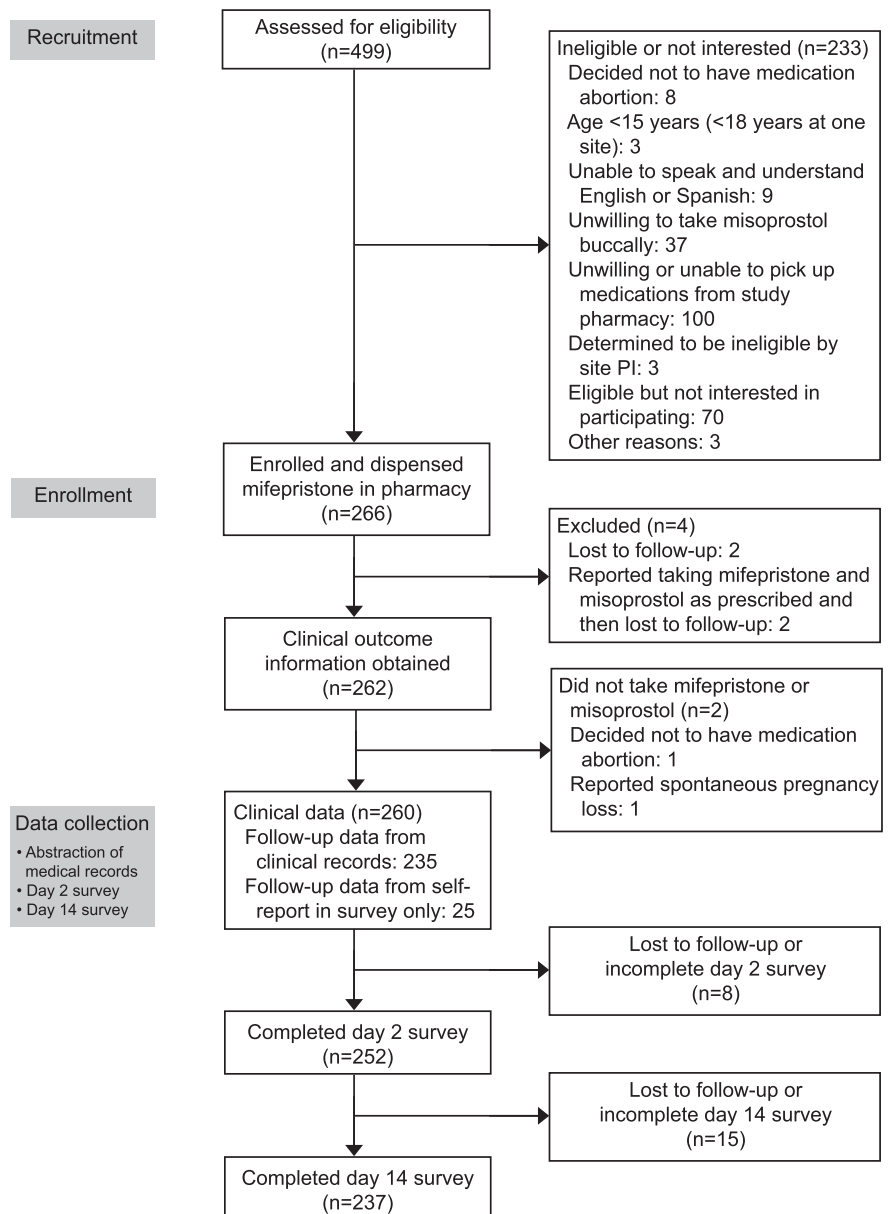 Recruitment
Assessed for eligibility
(n=499)
Ineligible or not interested (n=233)
Decided not to have medication
abortion: 8
Age <15 years (<18 years at one
site): 3
Unable to speak and understand
English or Spanish: 9
Unwilling to take misoprostol
buccally: 37
Unwilling or unable to pick up
medications from study
pharmacy: 100
Determined to be ineligible by
site PI: 3
Eligible but not interested in
participating: 70
Other reasons: 3
Enrollment
Enrolled and dispensed
mifepristone in pharmacy
(n=266)
Excluded (n=4)
Lost to follow-up: 2
Reported taking mifepristone and
misoprostol as prescribed and
then lost to follow-up: 2
Clinical outcome
information obtained
(n=262)
Did not take mifepristone or
misoprostol (n=2)
Decided not to have medication
abortion: 1
Reported spontaneous pregnancy
loss: 1
Data collection
• Abstraction of
medical records
• Day 2 survey
• Day 14 survey
Clinical data (n=260)
Follow-up data from
clinical records: 235
Follow-up data from self-
report in survey only: 25
Lost to follow-up or
incomplete day 2 survey
(n=8)
Completed day 2 survey
(n=252)
Lost to follow-up or
incomplete day 14 survey
(n=15)
Completed day 14 survey
(n=237)